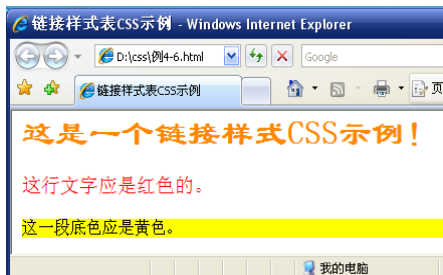 链接样式表CSS示例 - Windows Internet Explorer
D:\css\例4-6.html
Google
链接样式表CSS示例
页
这是一个链接样式CSS示例！
这行文字应是红色的。
这一段底色应是黄色。
我的电脑